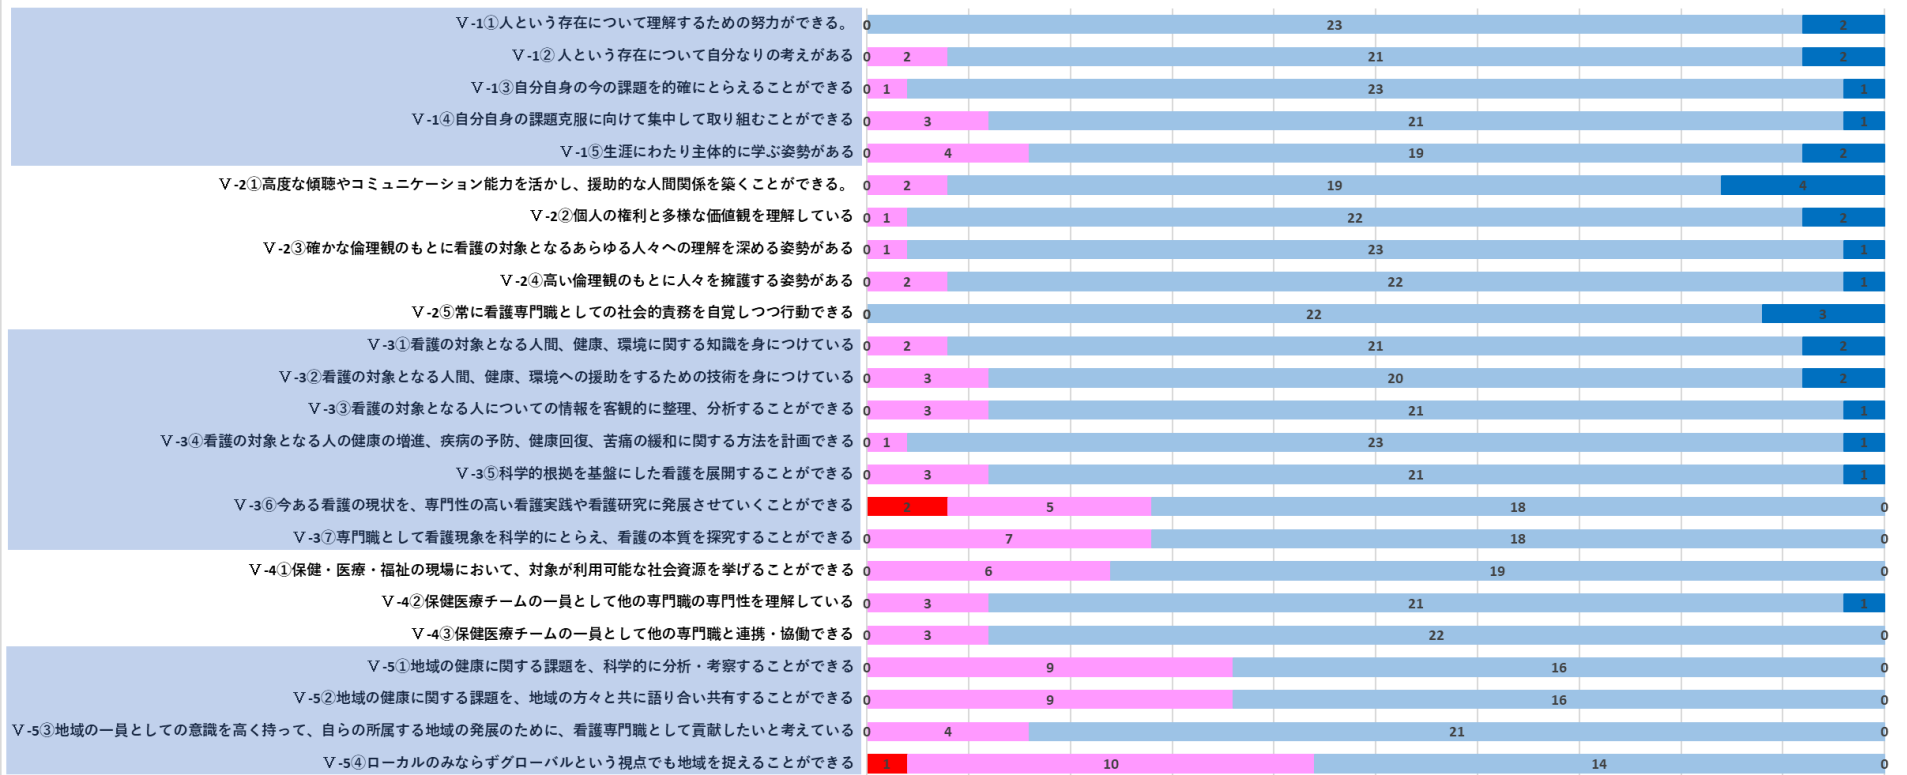 Ⅴ-1①人という存在について理解するための努力ができる。 0 23 2
Ⅴ-1②人という存在について自分なりの考えがある 0 2 21 2
Ⅴ-1③自分自身の今の課題を的確にとらえることができる 0 1 23 1
Ⅴ-1④自分自身の課題克服に向けて集中して取り組むことができる 0 3 21 1
Ⅴ-1⑤生涯にわたり主体的に学ぶ姿勢がある 0 4 19 2
Ⅴ-2①高度な傾聴やコミュニケーション能力を活かし、援助的な人間関係を築くことができる。 0 2 19 4
Ⅴ-2②個人の権利と多様な価値観を理解している 0 1 22 2
Ⅴ-2③確かな倫理観のもとに看護の対象となるあらゆる人々への理解を深める姿勢がある 0 1 23 1
Ⅴ-2④高い倫理観のもとに人々を擁護する姿勢がある 0 2 22 1
Ⅴ-2⑤常に看護専門職としての社会的責務を自覚しつつ行動できる 0 22 3
Ⅴ-3①看護の対象となる人間、健康、環境に関する知識を身につけている 0 2 21 2
Ⅴ-3②看護の対象となる人間、健康、環境への援助をするための技術を身につけている 0 3 20 2
Ⅴ-3③看護の対象となる人についての情報を客観的に整理、分析することができる 0 3 21 1
Ⅴ-3④看護の対象となる人の健康の増進、疾病の予防、健康回復、苦痛の緩和に関する方法を計画できる 0 1 23 1
Ⅴ-3⑤科学的根拠を基盤にした看護を展開することができる 0 3 21 1
Ⅴ-3⑥今ある看護の現状を、専門性の高い看護実践や看護研究に発展させていくことができる 2 5 18 0
Ⅴ-3⑦専門職として看護現象を科学的にとらえ、看護の本質を探究することができる 0 7 18 0
Ⅴ-4①保健・医療・福祉の現場において、対象が利用可能な社会資源を挙げることができる 0 6 19 0
Ⅴ-4②保健医療チームの一員として他の専門職の専門性を理解している 0 3 21 1
Ⅴ-4③保健医療チームの一員として他の専門職と連携・協働できる 0 3 22 0
Ⅴ-5①地域の健康に関する課題を、科学的に分析・考察することができる 0 9 16 0
Ⅴ-5②地域の健康に関する課題を、地域の方々と共に語り合い共有することができる 0 9 16 0
Ⅴ-5③地域の一員としての意識を高く持って、自らの所属する地域の発展のために、看護専門職として貢献したいと考えている 0 4 21 0
Ⅴ-5④ローカルのみならずグローバルという視点でも地域を捉えることができる 1 10 14 0